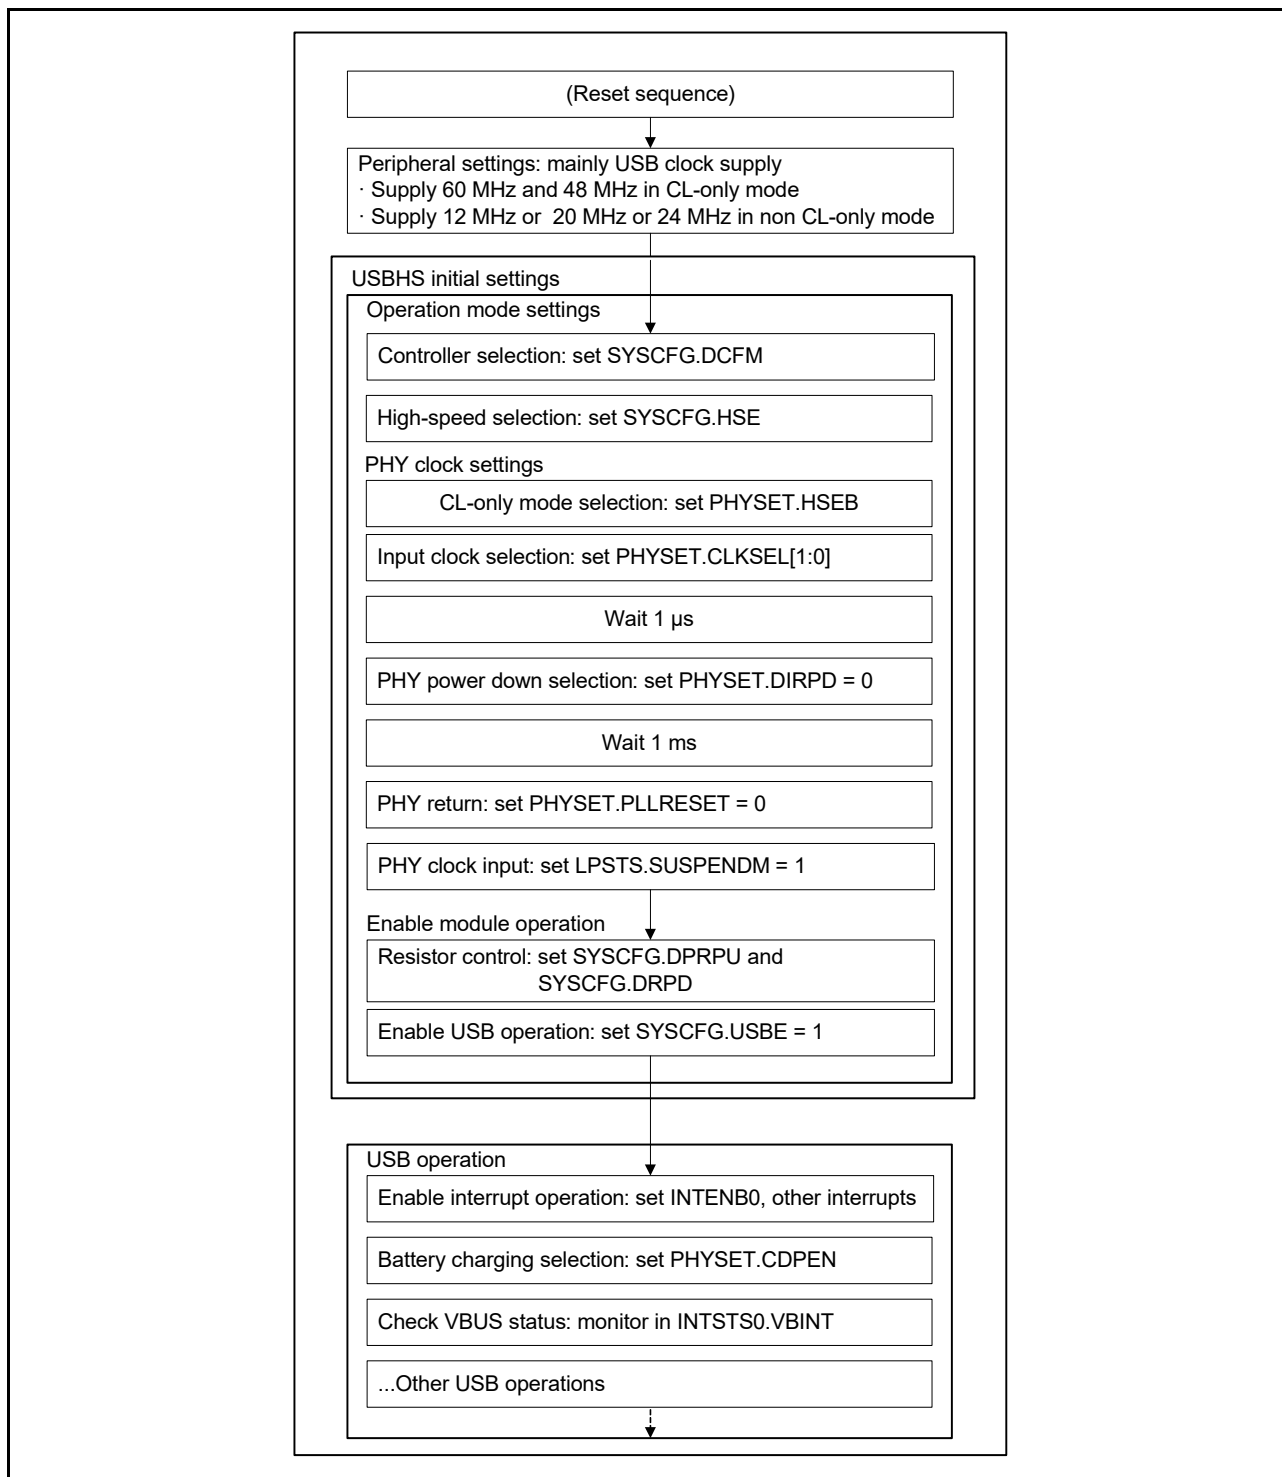 (Reset sequence)
Peripheral settings: mainly USB clock supply
· Supply 60 MHz and 48 MHz in CL-only mode
· Supply 12 MHz or  20 MHz or 24 MHz in non CL-only mode
USBHS initial settings
Operation mode settings
Controller selection: set SYSCFG.DCFM
High-speed selection: set SYSCFG.HSE
PHY clock settings
CL-only mode selection: set PHYSET.HSEB
Input clock selection: set PHYSET.CLKSEL[1:0]
Wait 1 µs
PHY power down selection: set PHYSET.DIRPD = 0
Wait 1 ms
PHY return: set PHYSET.PLLRESET = 0
PHY clock input: set LPSTS.SUSPENDM = 1
Enable module operation
Resistor control: set SYSCFG.DPRPU and
SYSCFG.DRPD
Enable USB operation: set SYSCFG.USBE = 1
USB operation
Enable interrupt operation: set INTENB0, other interrupts
Battery charging selection: set PHYSET.CDPEN
Check VBUS status: monitor in INTSTS0.VBINT
...Other USB operations